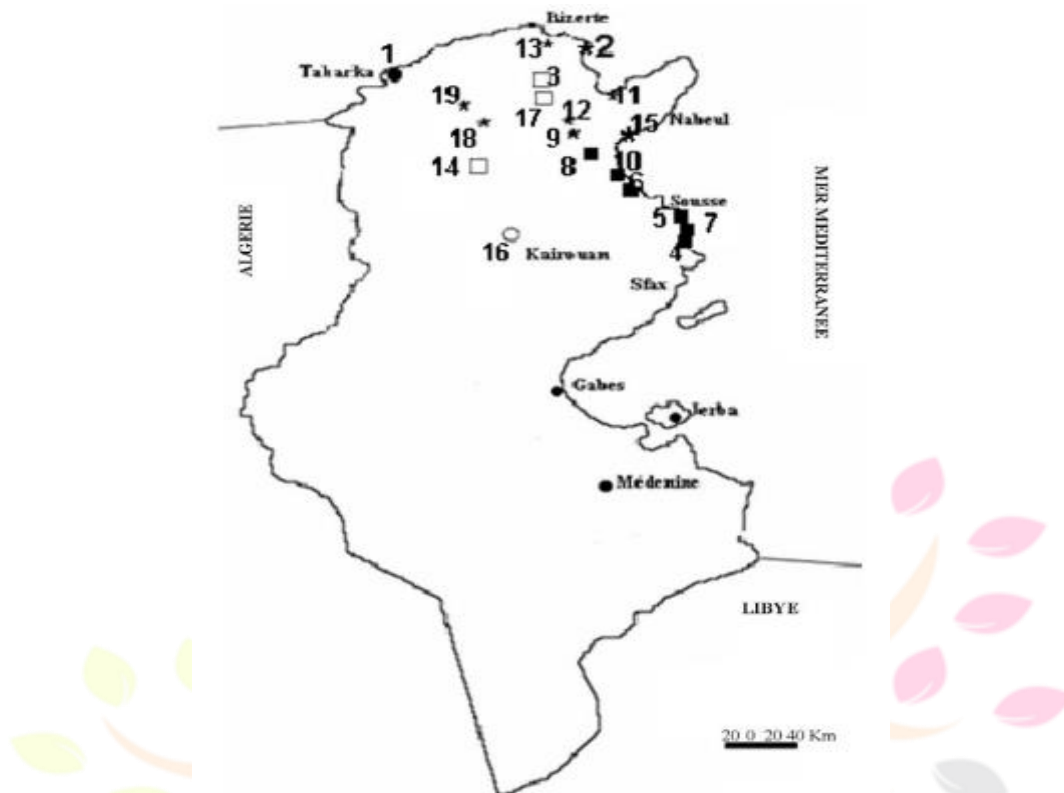 Bizerte
13
2
1
Tabarka
3
19
11
17
12
15
Nabeul
18
9
8
10
14
6
Sousse
5
7
16
4
Kairouan
Sfax
ALGERIE
MER MEDITERRANEE
Gabes
Jerba
Médenine
LIBYE
20 0 20 40 Km